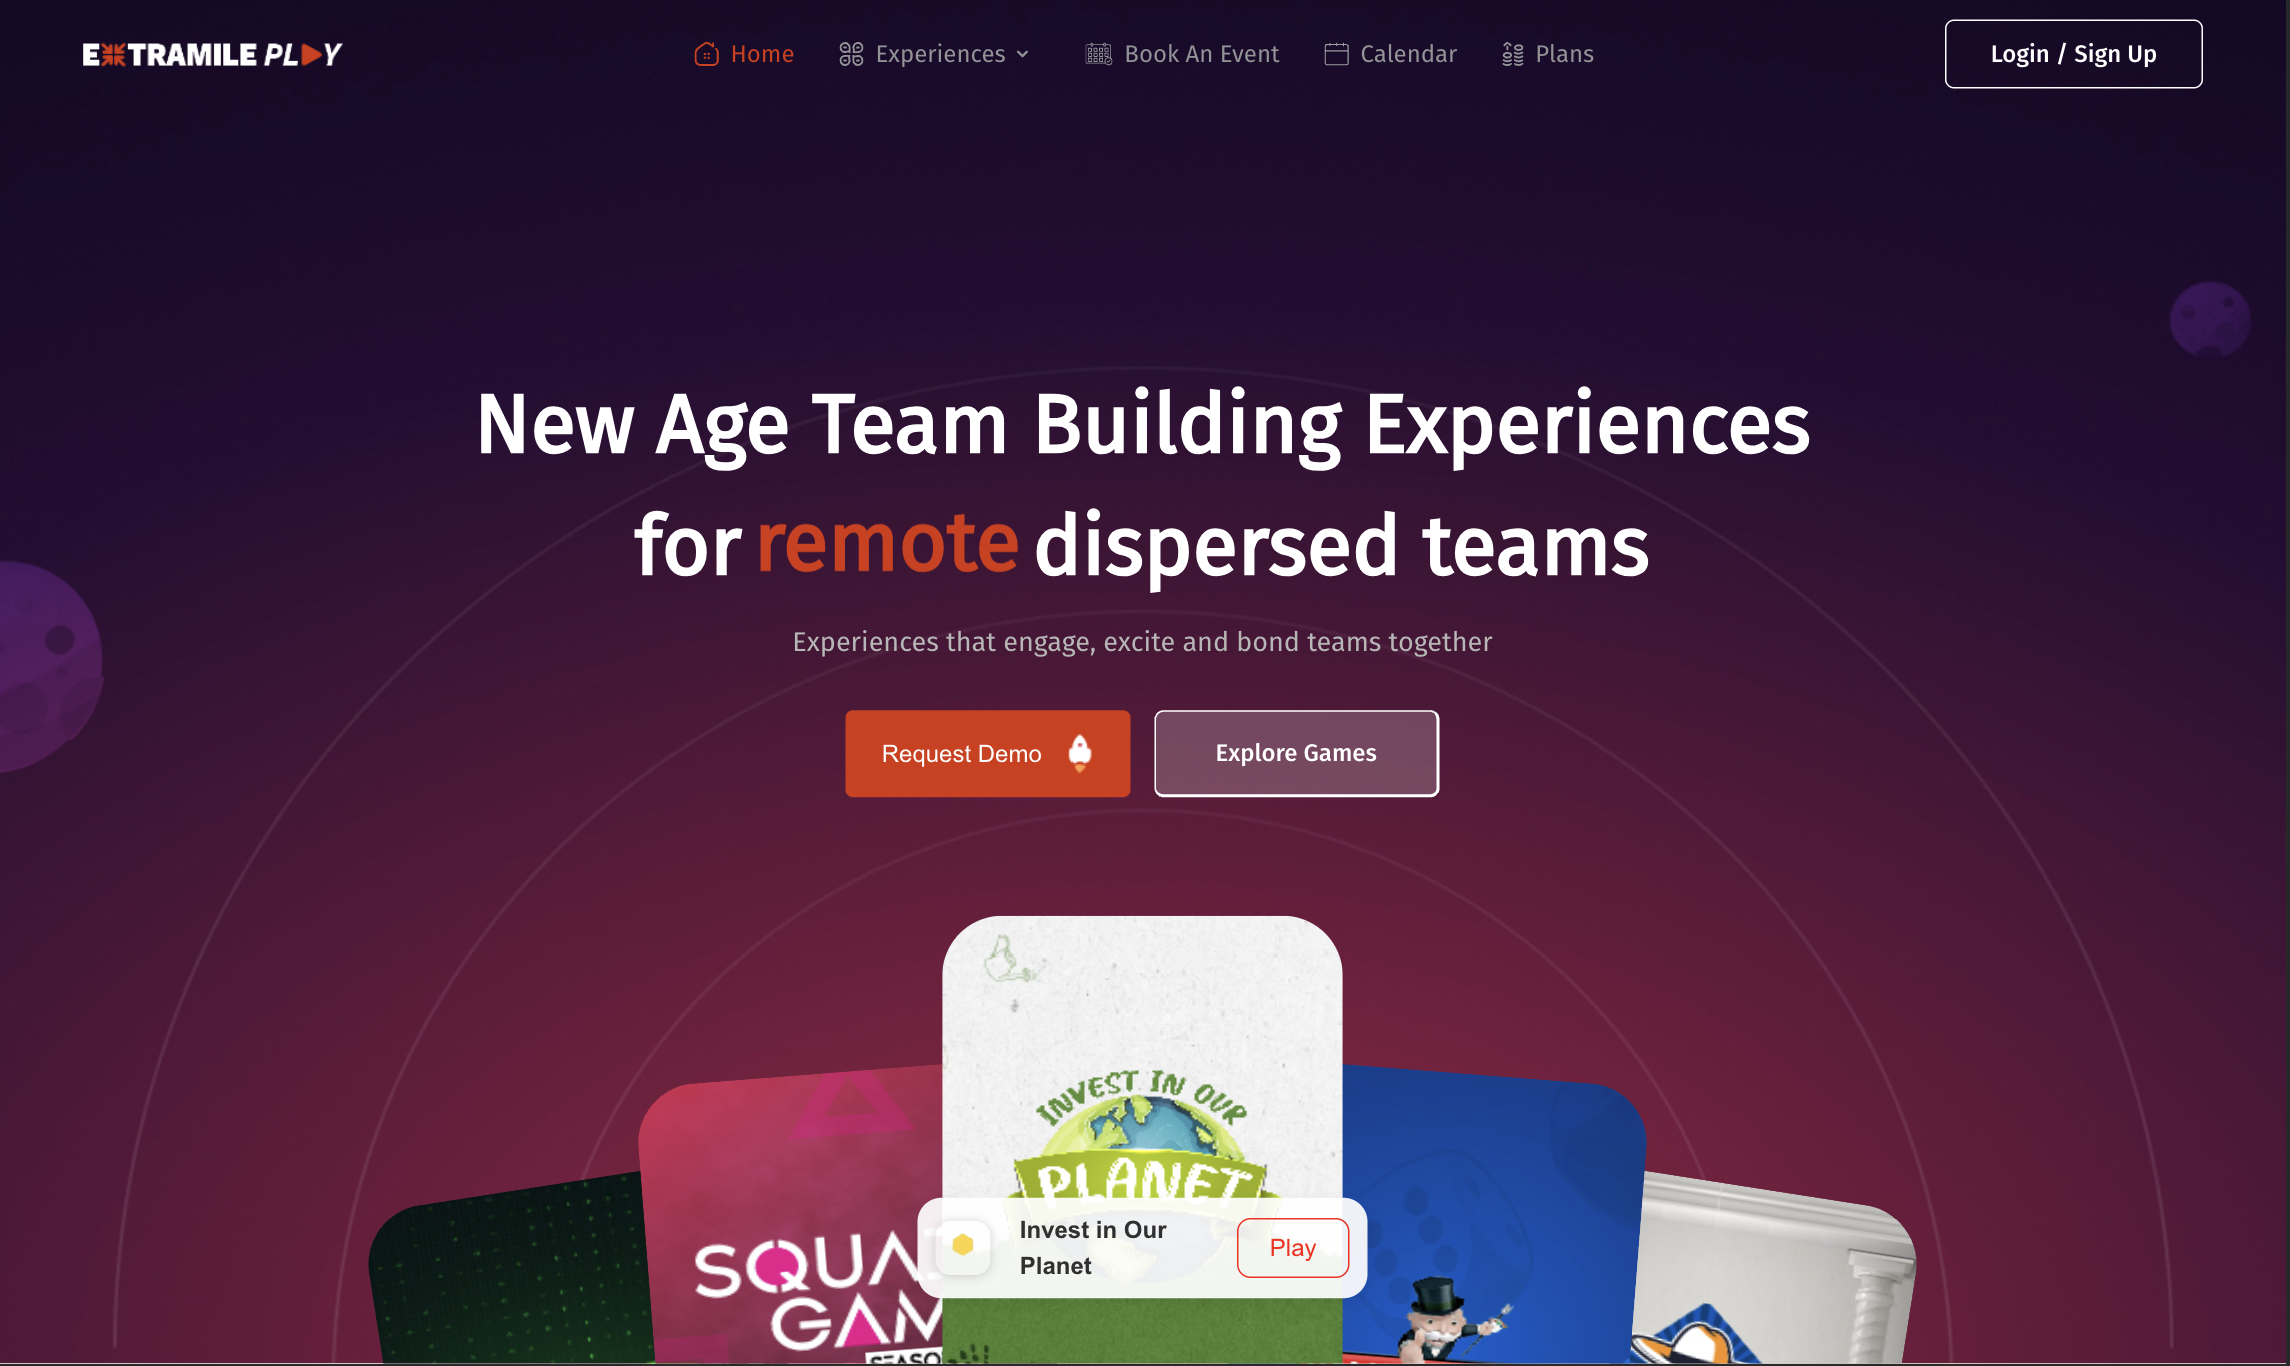 EXTRAMILE PLAY
Home
Experiences
Book An Event
Calendar
Plans
Login / Sign Up
New Age Team Building Experiences
for remote dispersed teams
Experiences that engage, excite and bond teams together
Request Demo
Explore Games
INVEST IN OUR
PLANET
SQUA
GAM
SEASO
Invest in Our
Planet
Play